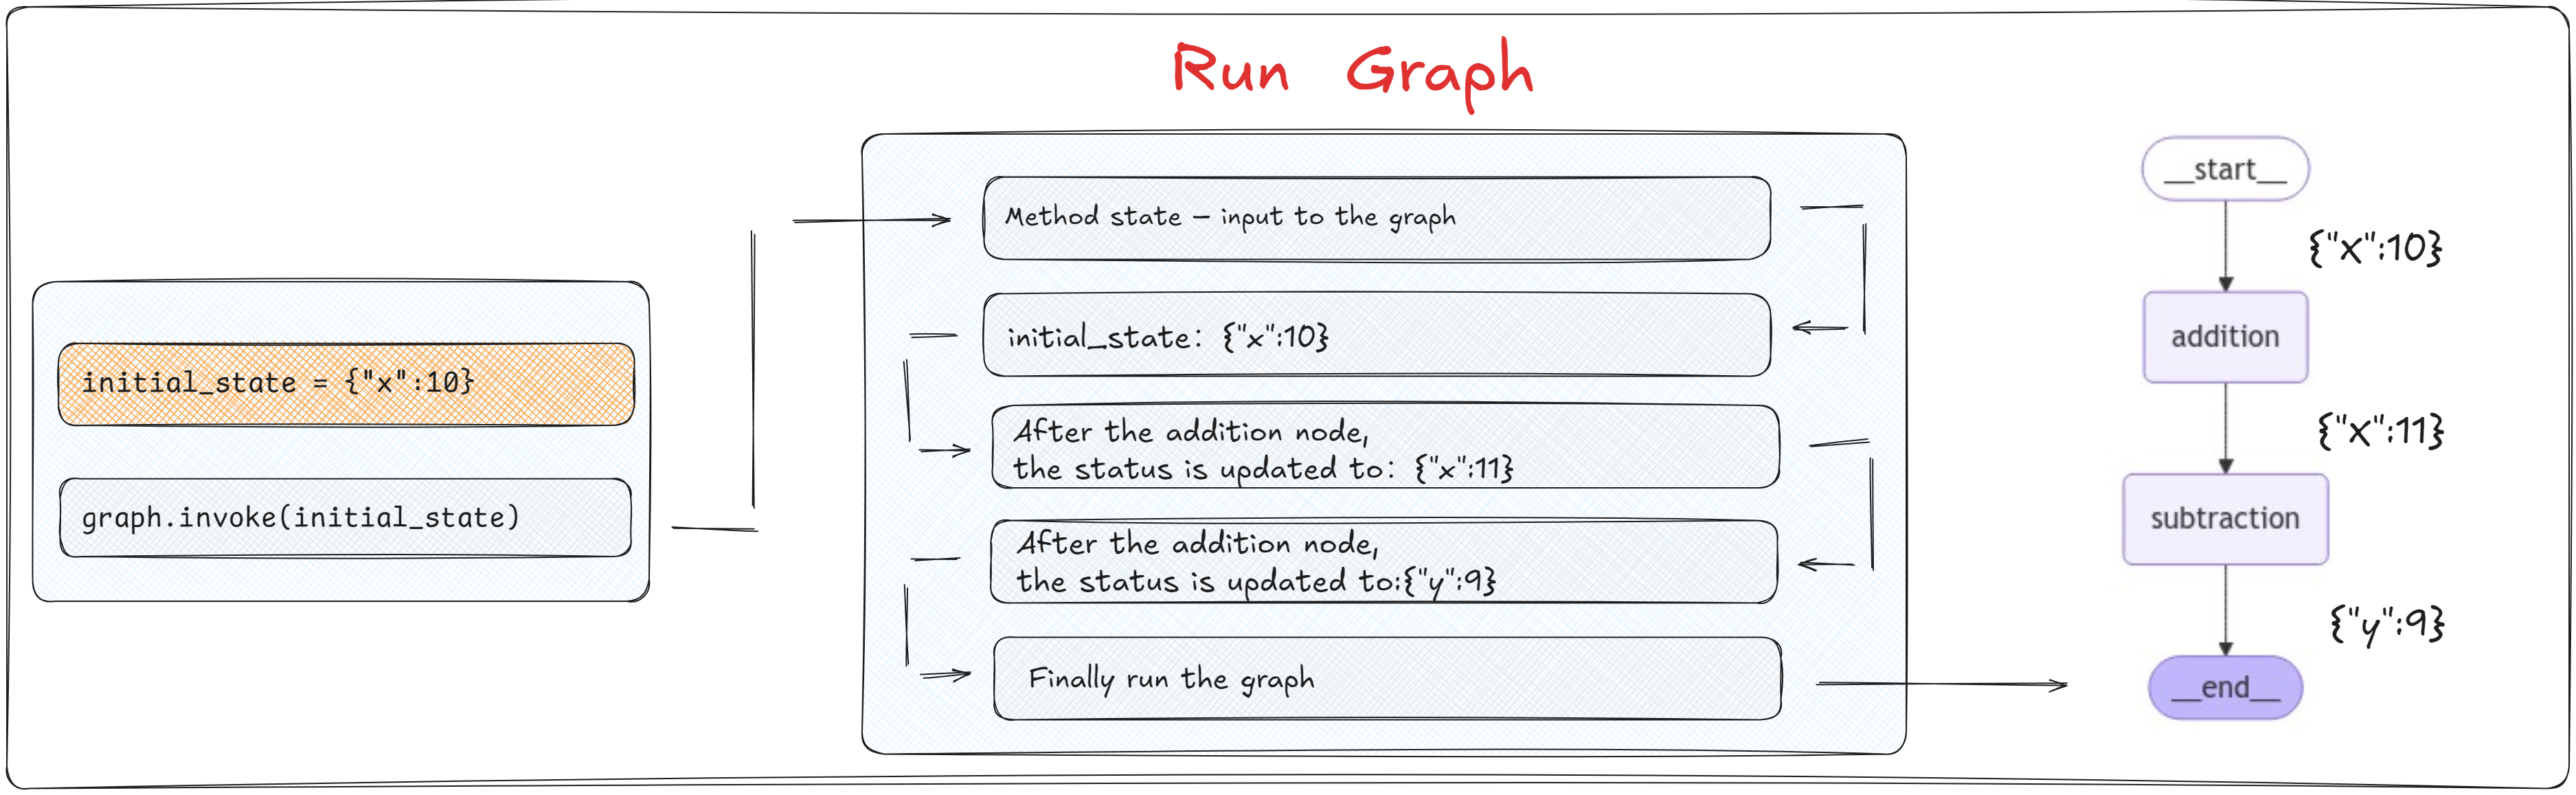 Run Graph
initial_state = {"x":10}
graph.invoke(initial_state)
Method state - input to the graph
initial_state: {"x":10}
After the addition node,
the status is updated to: {"x":11}
After the addition node,
the status is updated to:{"y":9}
Finally run the graph
__start__
{"x":10}
addition
{"x":11}
subtraction
{"y":9}
__end__